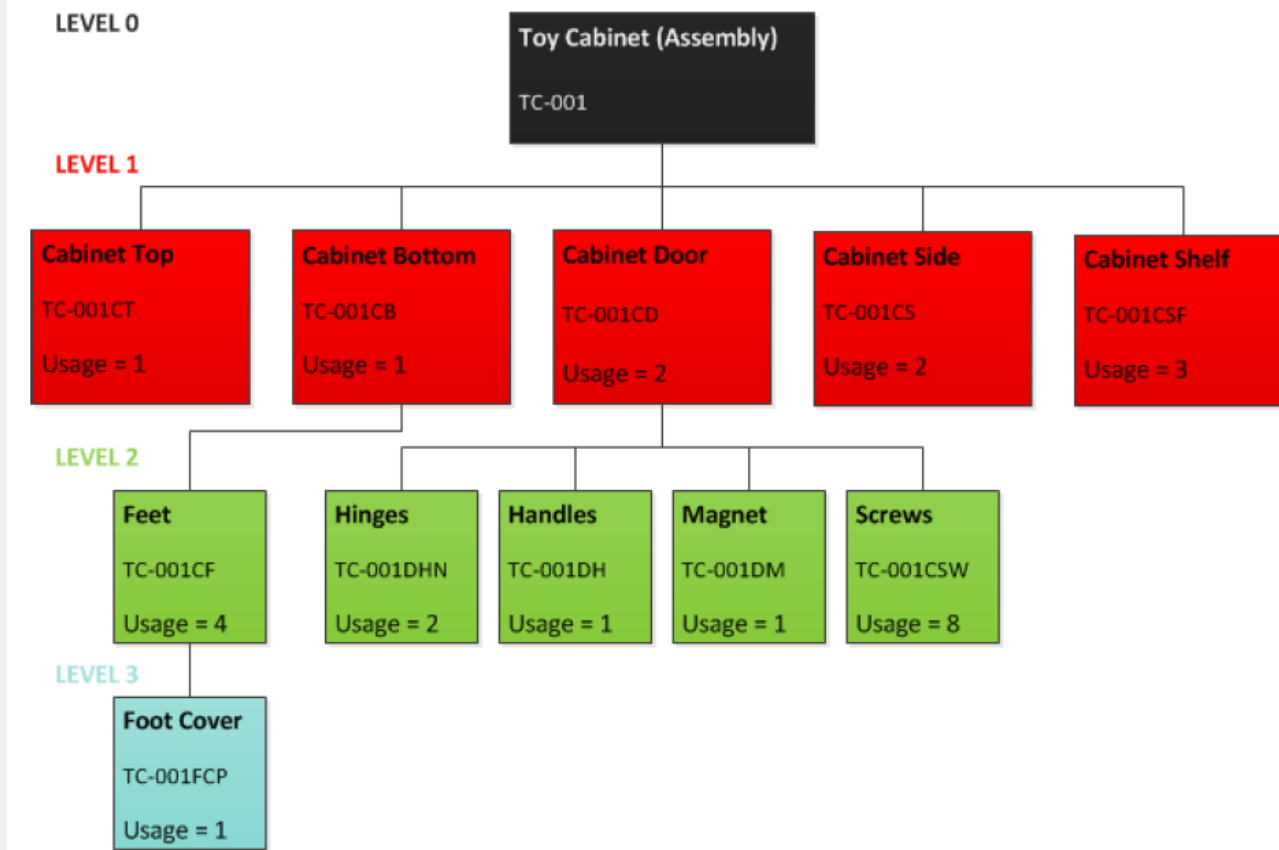 LEVEL 0
Toy Cabinet (Assembly)
TC-001
LEVEL 1
Cabinet Top
TC-001CT
Usage = 1
Cabinet Bottom
TC-001CB
Usage = 1
Cabinet Door
TC-001CD
Usage = 2
Cabinet Side
TC-001CS
Usage = 2
Cabinet Shelf
TC-001CSF
Usage = 3
LEVEL 2
Feet
TC-001CF
Usage = 4
Hinges
TC-001DHN
Usage = 2
Handles
TC-001DH
Usage = 1
Magnet
TC-001DM
Usage = 1
Screws
TC-001CSW
Usage = 8
LEVEL 3
Foot Cover
TC-001FCP
Usage = 1